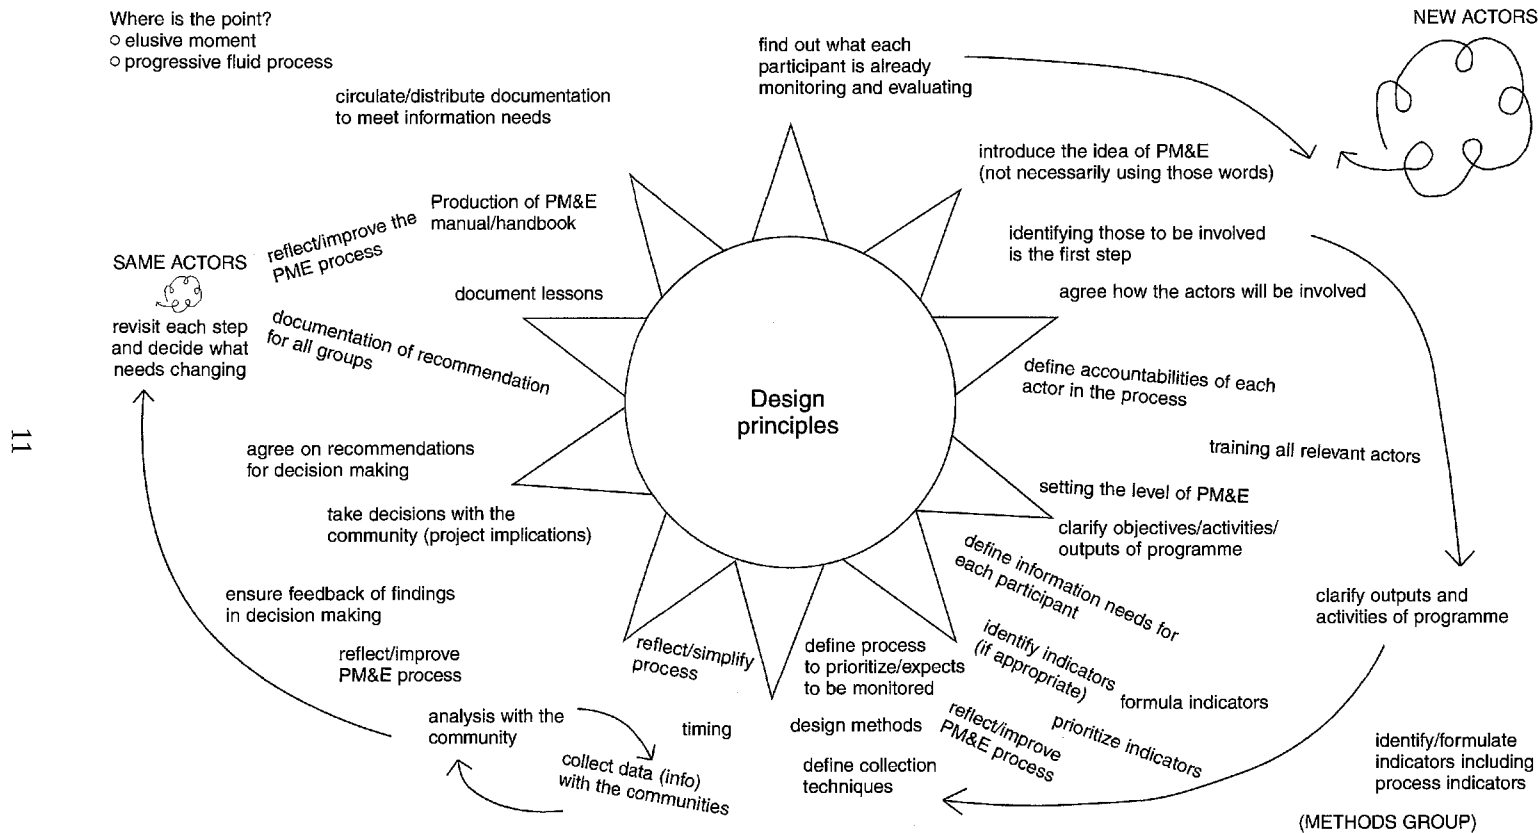 Where is the point?
○ elusive moment
○ progressive fluid process
NEW ACTORS
find out what each
participant is already
monitoring and evaluating
circulate/distribute documentation
to meet information needs
introduce the idea of PM&E
(not necessarily using those words)
Production of PM&E
manual/handbook
reflect/improve the
PME process
identifying those to be involved
is the first step
SAME ACTORS
agree how the actors will be involved
document lessons
revisit each step
and decide what
needs changing
documentation of recommendation
for all groups
define accountabilities of each
actor in the process
Design
principles
11
training all relevant actors
agree on recommendations
for decision making
setting the level of PM&E
take decisions with the
community (project implications)
clarify objectives/activities/
outputs of programme
define information needs for
each participant
ensure feedback of findings
in decision making
clarify outputs and
activities of programme
reflect/improve
PM&E process
reflect/simplify
process
define process
to prioritize/expects
to be monitored
identify indicators
(if appropriate)
formula indicators
analysis with the
community
timing
design methods
reflect/improve
PM&E process
prioritize indicators
collect data (info)
with the communities
define collection
techniques
identify/formulate
indicators including
process indicators
(METHODS GROUP)